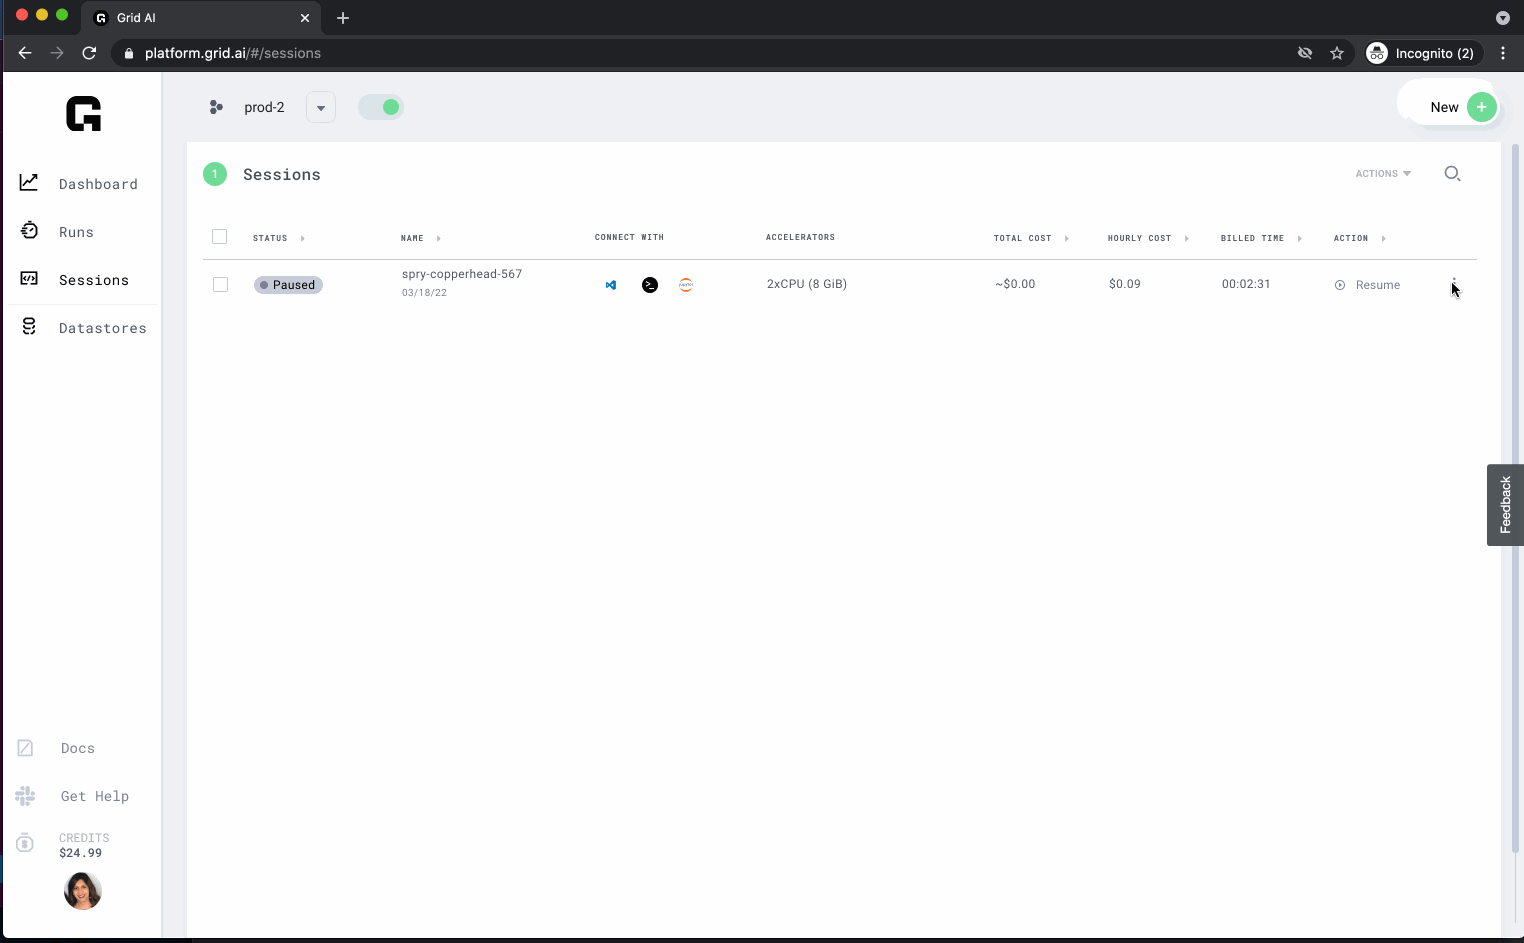 Grid AI
platform.grid.ai/#/sessions
Incognito (2)
prod-2
New
Dashboard
Runs
Sessions
Datastores
1 Sessions
ACTIONS
STATUS NAME CONNECT WITH ACCELERATORS TOTAL COST HOURLY COST BILLED TIME ACTION
Paused spry-copperhead-567 2xCPU (8 GiB) ~$0.00 $0.09 00:02:31 Resume
03/18/22
Feedback
Docs
Get Help
CREDITS
$24.99